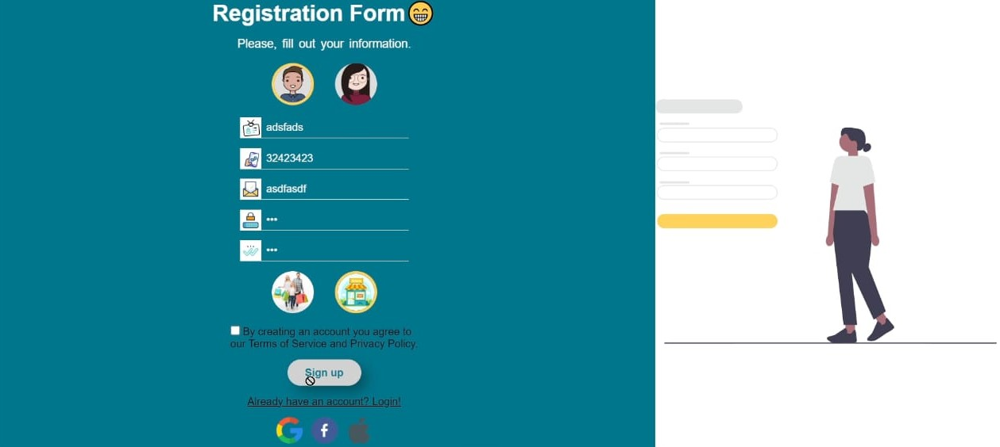 Registration Form😁
Please, fill out your information.
adsfads
32423423
asdfasdf
•••
•••
By creating an account you agree to
our Terms of Service and Privacy Policy.
Sign up
Already have an account? Login!